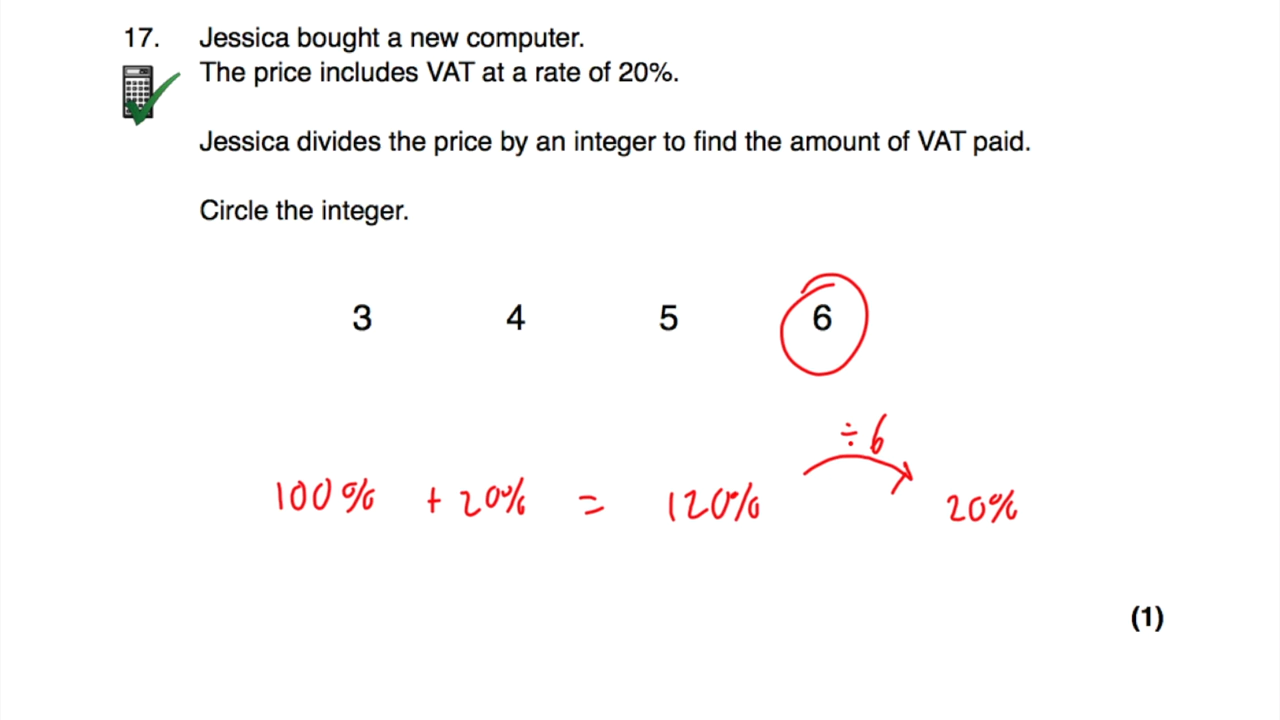 17. Jessica bought a new computer.
The price includes VAT at a rate of 20%.
Jessica divides the price by an integer to find the amount of VAT paid.
Circle the integer.
3 4 5 6
÷ 6
100% + 20% = 120% 20%
(1)